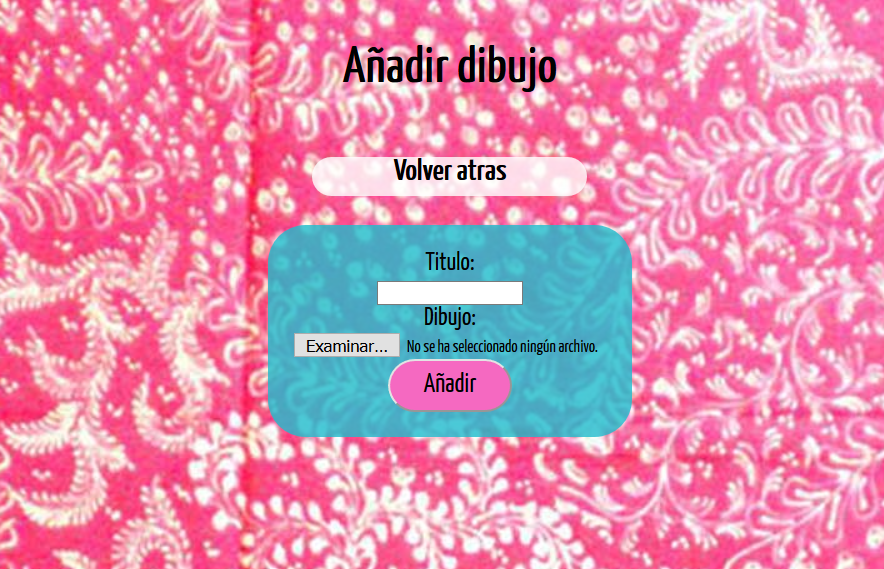 Añadir dibujo
Volver atras
Titulo:
Dibujo:
Examinar... No se ha seleccionado ningún archivo.
Añadir